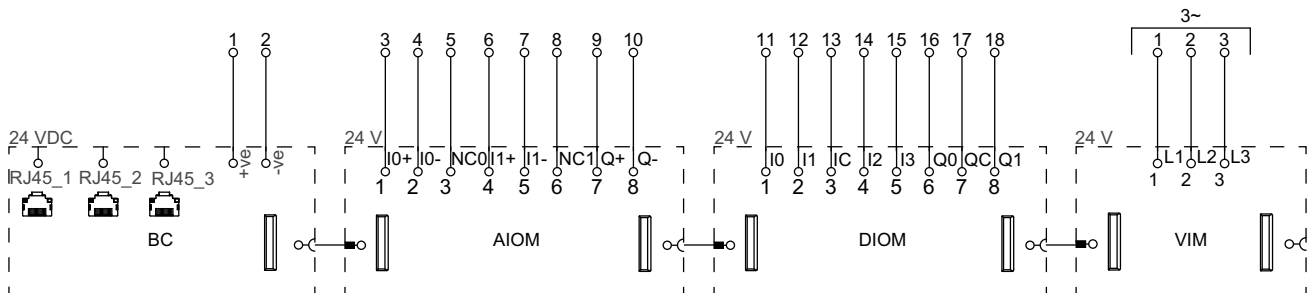 3~
1 2 3 4 5 6 7 8 9 10 11 12 13 14 15 16 17 18 1 2 3
24 VDC 24 V 24 V 24 V
+ve -ve I0+ I0- NC0 I1+ I1- NC1 Q+ Q- I0 I1 IC I2 I3 Q0 QC Q1 L1 L2 L3
RJ45_1 RJ45_2 RJ45_3 1 2 3 4 5 6 7 8 1 2 3 4 5 6 7 8 1 2 3
BC AIOM DIOM VIM